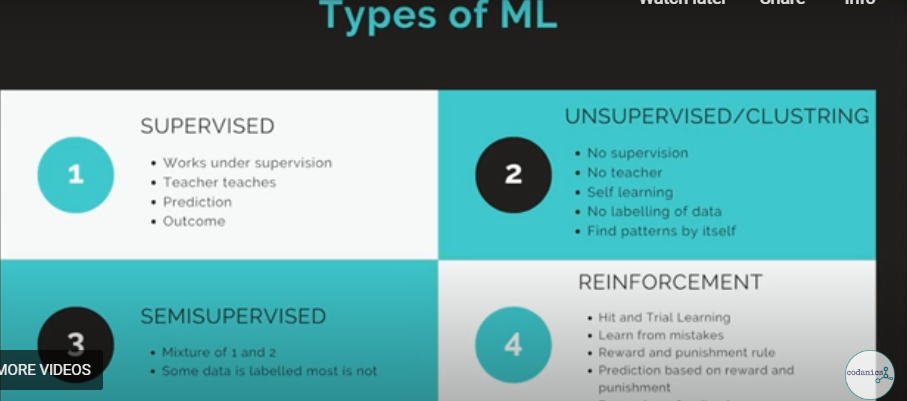 Watch later Share Info
Types of ML
1
SUPERVISED
• Works under supervision
• Teacher teaches
• Prediction
• Outcome
2
UNSUPERVISED/CLUSTRING
• No supervision
• No teacher
• Self learning
• No labelling of data
• Find patterns by itself
3
SEMISUPERVISED
• Mixture of 1 and 2
• Some data is labelled most is not
4
REINFORCEMENT
• Hit and Trial Learning
• Learn from mistakes
• Reward and punishment rule
• Prediction based on reward and
punishment
MORE VIDEOS
codanics